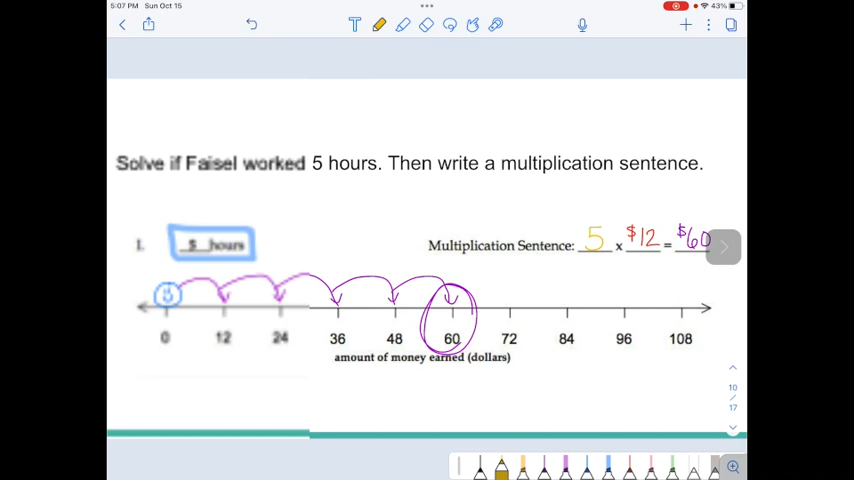 5:07 PM Sun Oct 15
43%
Solve if Faisel worked 5 hours. Then write a multiplication sentence.
1. hours
Multiplication Sentence: 5 x $12 = $60
0 12 24 36 48 60 72 84 96 108
amount of money earned (dollars)
10
/
17